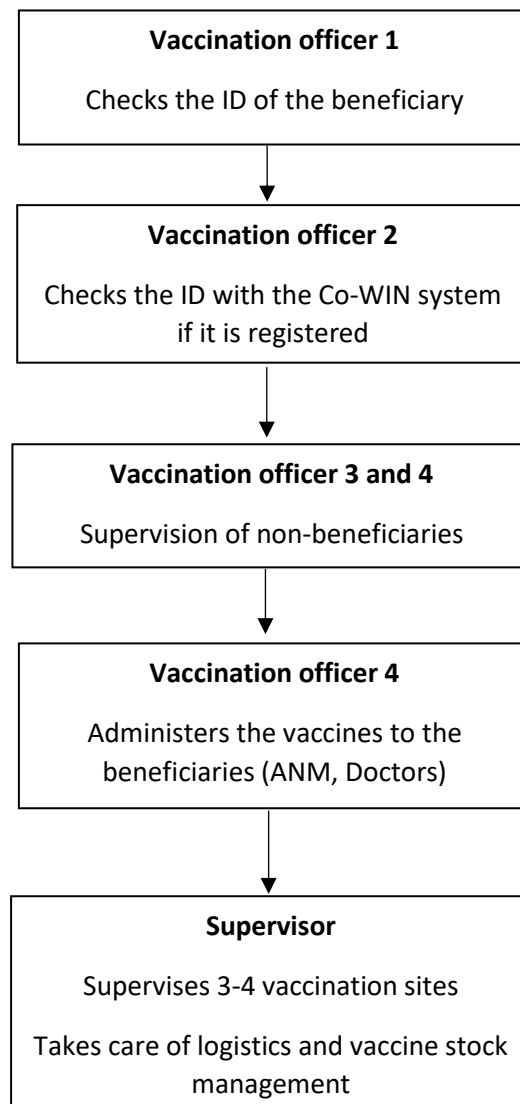 Vaccination officer 1
Checks the ID of the beneficiary
Vaccination officer 2
Checks the ID with the Co-WIN system
if it is registered
Vaccination officer 3 and 4
Supervision of non-beneficiaries
Vaccination officer 4
Administers the vaccines to the
beneficiaries (ANM, Doctors)
Supervisor
Supervises 3-4 vaccination sites
Takes care of logistics and vaccine stock
management